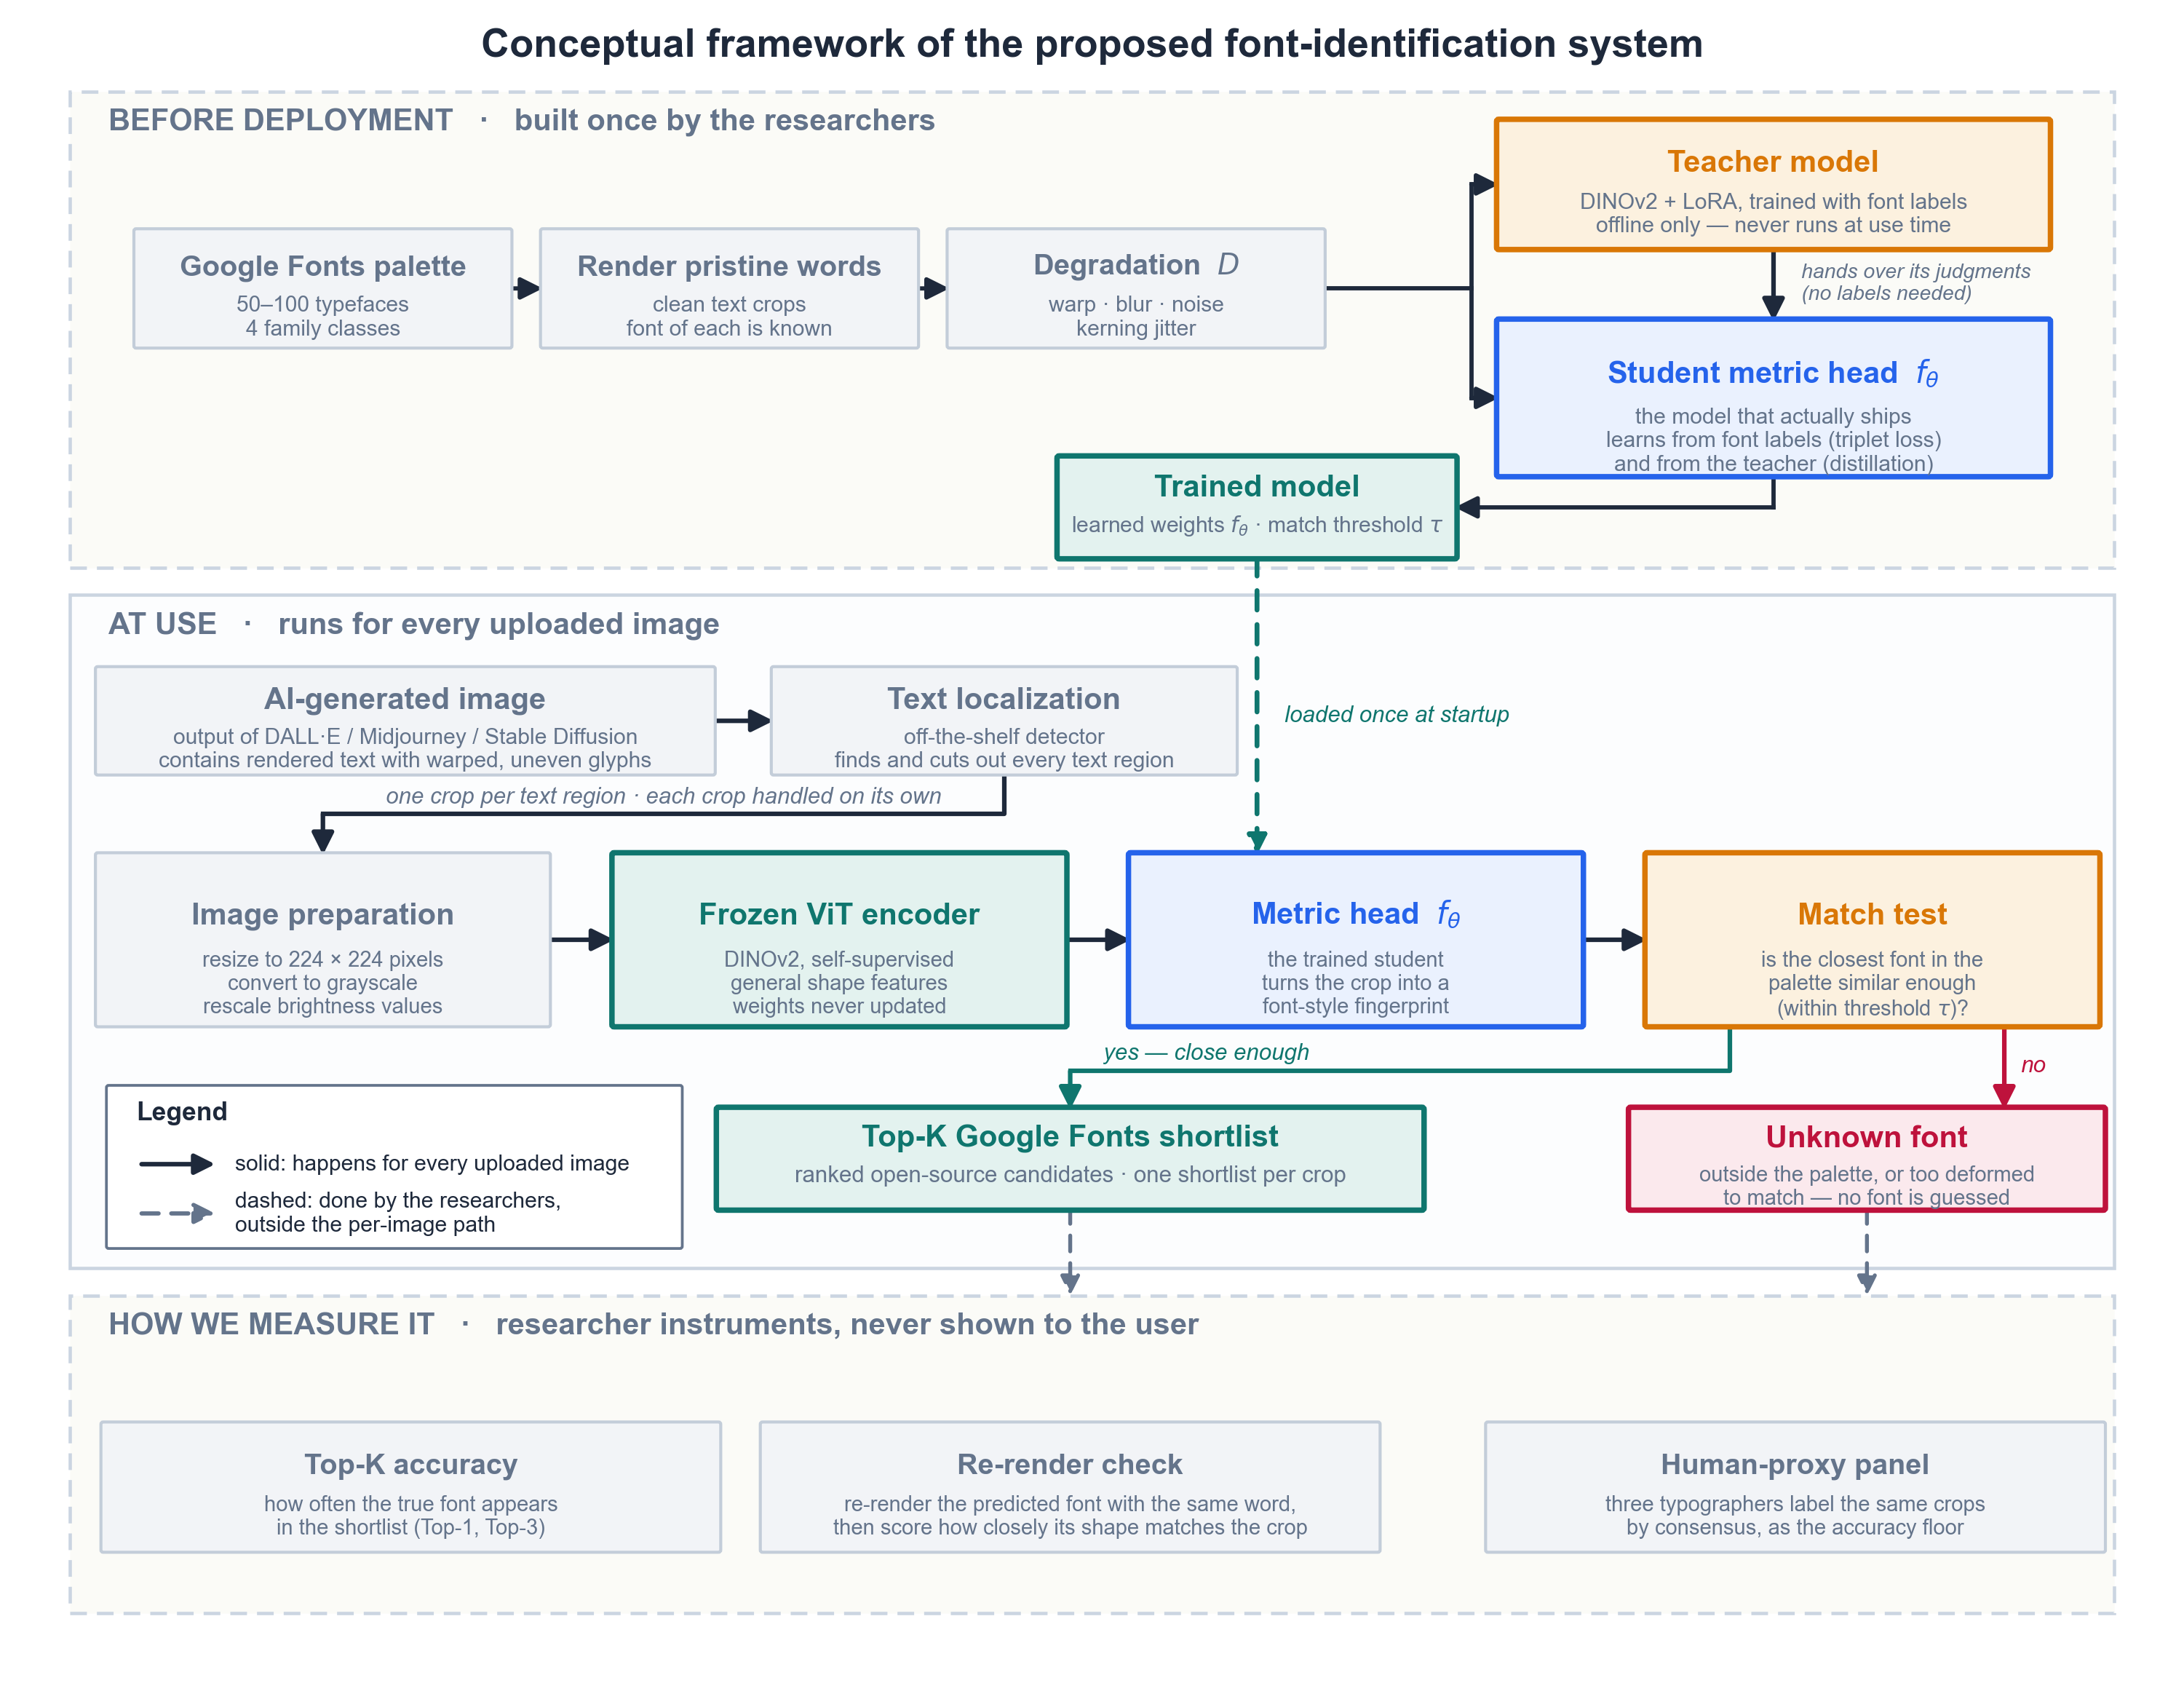 Conceptual framework of the proposed font-identification system
BEFORE DEPLOYMENT · built once by the researchers
Google Fonts palette
50–100 typefaces
4 family classes
Render pristine words
clean text crops
font of each is known
Degradation D
warp · blur · noise
kerning jitter
Teacher model
DINOv2 + LoRA, trained with font labels
offline only — never runs at use time
hands over its judgments
(no labels needed)
Student metric head fθ
the model that actually ships
learns from font labels (triplet loss)
and from the teacher (distillation)
Trained model
learned weights fθ · match threshold τ
AT USE · runs for every uploaded image
AI-generated image
output of DALL·E / Midjourney / Stable Diffusion
contains rendered text with warped, uneven glyphs
Text localization
off-the-shelf detector
finds and cuts out every text region
loaded once at startup
one crop per text region · each crop handled on its own
Image preparation
resize to 224 × 224 pixels
convert to grayscale
rescale brightness values
Frozen ViT encoder
DINOv2, self-supervised
general shape features
weights never updated
Metric head fθ
the trained student
turns the crop into a
font-style fingerprint
Match test
is the closest font in the
palette similar enough
(within threshold τ)?
yes — close enough
no
Legend
solid: happens for every uploaded image
dashed: done by the researchers,
outside the per-image path
Top-K Google Fonts shortlist
ranked open-source candidates · one shortlist per crop
Unknown font
outside the palette, or too deformed
to match — no font is guessed
HOW WE MEASURE IT · researcher instruments, never shown to the user
Top-K accuracy
how often the true font appears
in the shortlist (Top-1, Top-3)
Re-render check
re-render the predicted font with the same word,
then score how closely its shape matches the crop
Human-proxy panel
three typographers label the same crops
by consensus, as the accuracy floor